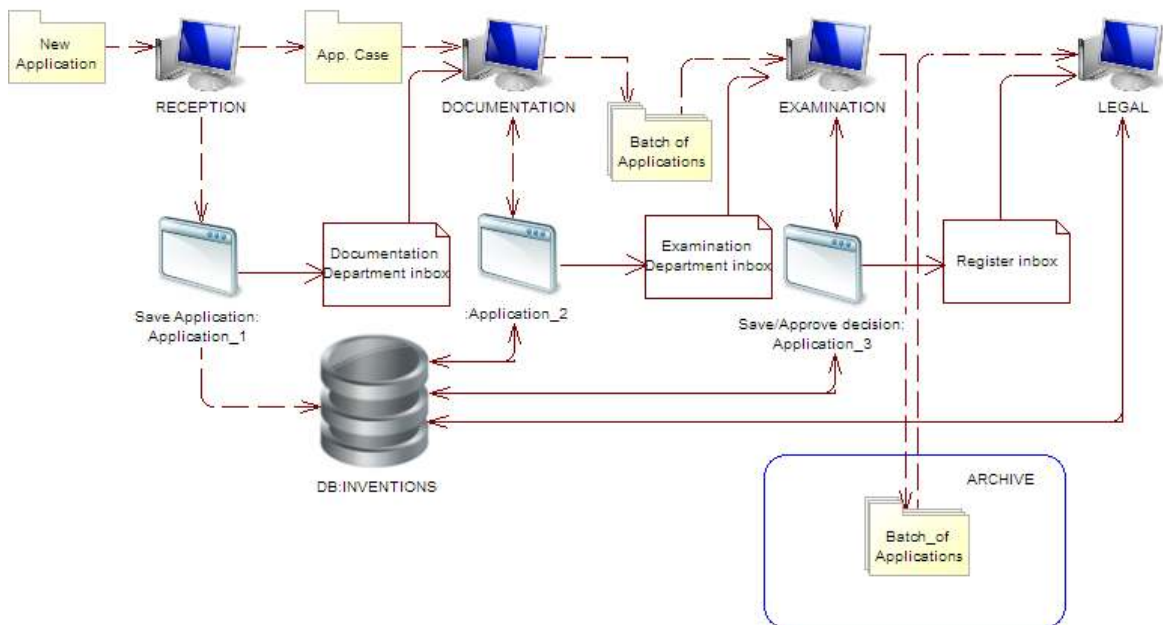 New
Application
RECEPTION
App. Case
DOCUMENTATION
Batch of
Applications
EXAMINATION
LEGAL
Save Application:
Application_1
Documentation
Department inbox
:Application_2
Examination
Department inbox
Save/Approve decision:
Application_3
Register inbox
DB:INVENTIONS
ARCHIVE
Batch_of
Applications